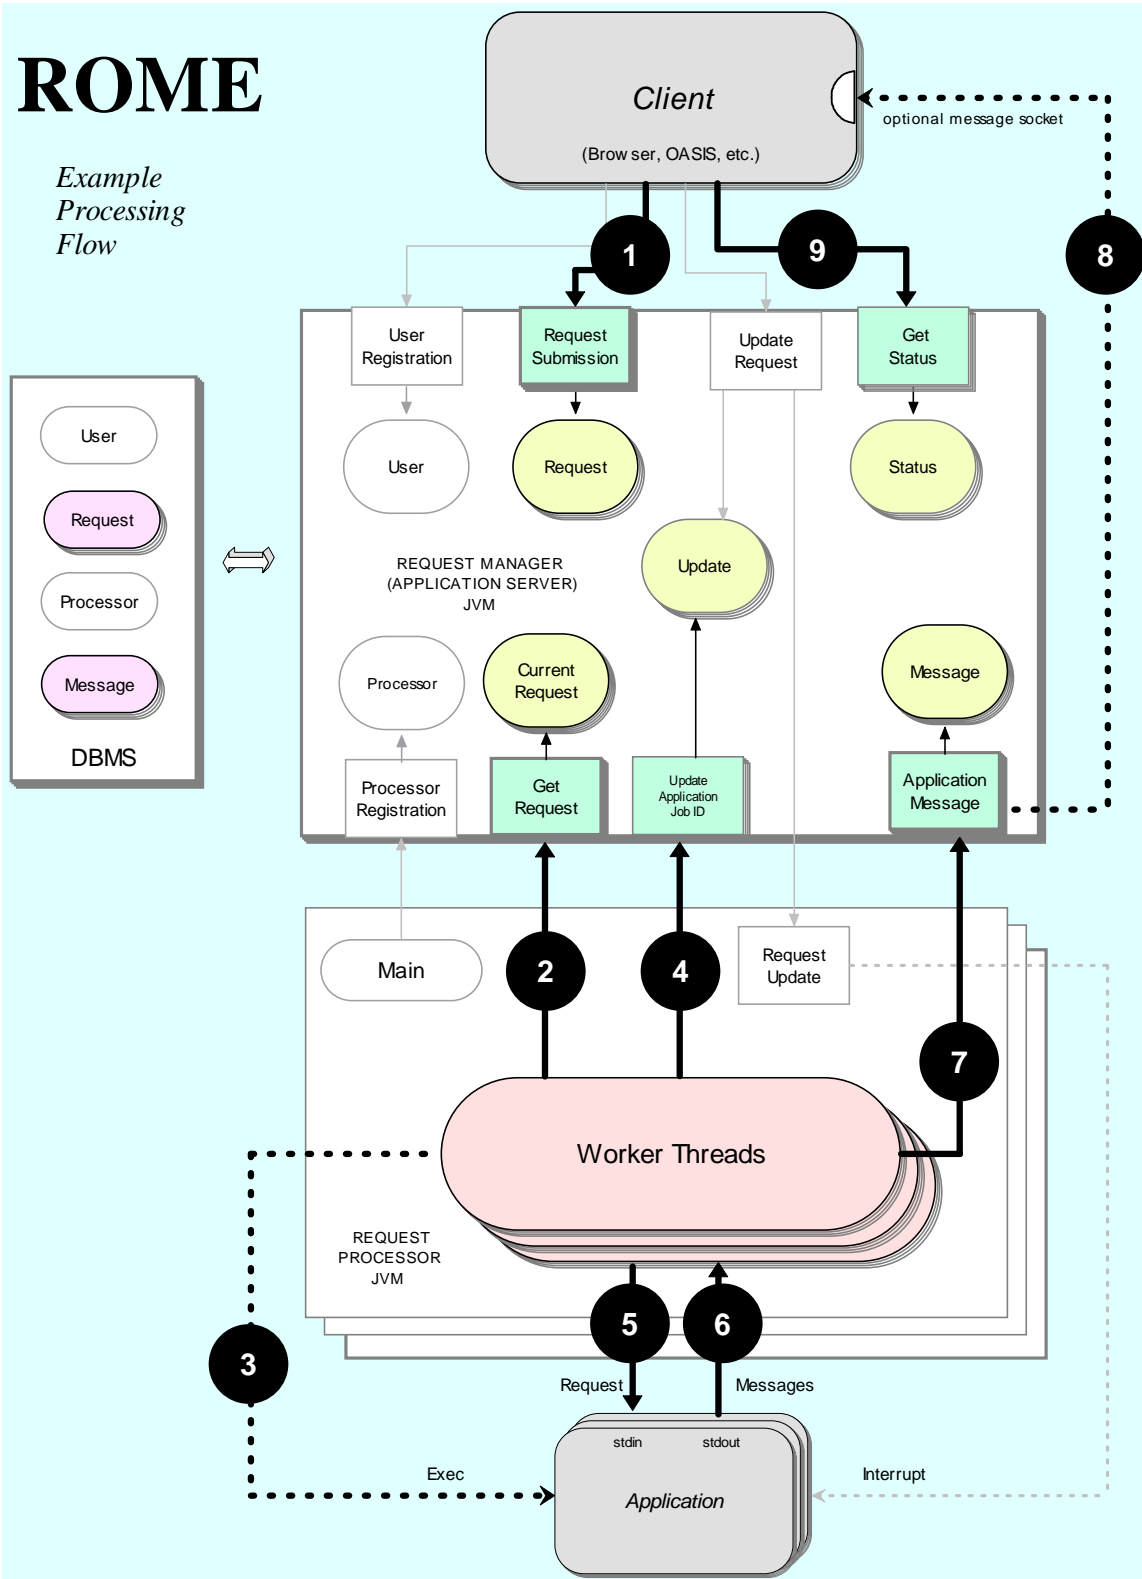 ROME
Example
Processing
Flow
Client
(Browser, OASIS, etc.)
optional message socket
1
9
8
User
Registration
Request
Submission
Update
Request
Get
Status
User
Request
Status
Update
User
Request
Processor
Message
DBMS
REQUEST MANAGER
(APPLICATION SERVER)
JVM
Processor
Current
Request
Message
Processor
Registration
Get
Request
Update
Application
Job ID
Application
Message
Main
2
4
Request
Update
7
Worker Threads
REQUEST
PROCESSOR
JVM
5
6
3
Request
Messages
stdin
stdout
Exec
Interrupt
Application